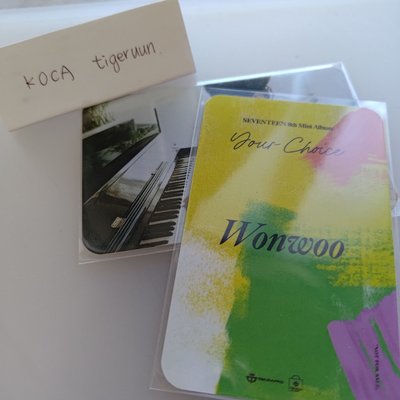 KOCA tigeruun.
SEVENTEEN 8th Mini Album
Your Choice
Wonwoo